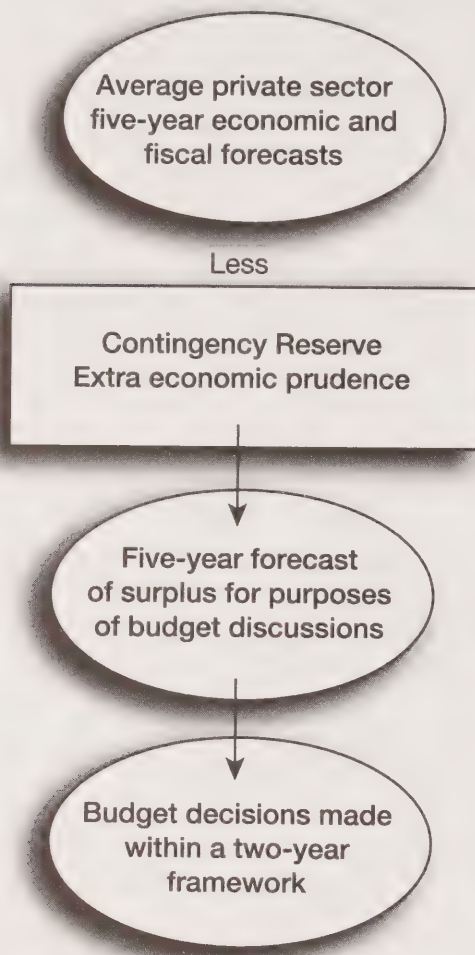 Average private sector
five-year economic and
fiscal forecasts
Less
Contingency Reserve
Extra economic prudence
Five-year forecast
of surplus for purposes
of budget discussions
Budget decisions made
within a two-year
framework